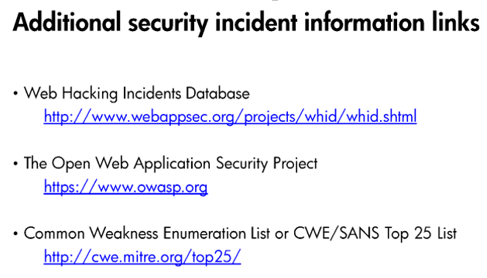 Additional security incident information links
• Web Hacking Incidents Database
http://www.webappsec.org/projects/whid/whid.shtml
• The Open Web Application Security Project
https://www.owasp.org
• Common Weakness Enumeration List or CWE/SANS Top 25 List
http://cwe.mitre.org/top25/